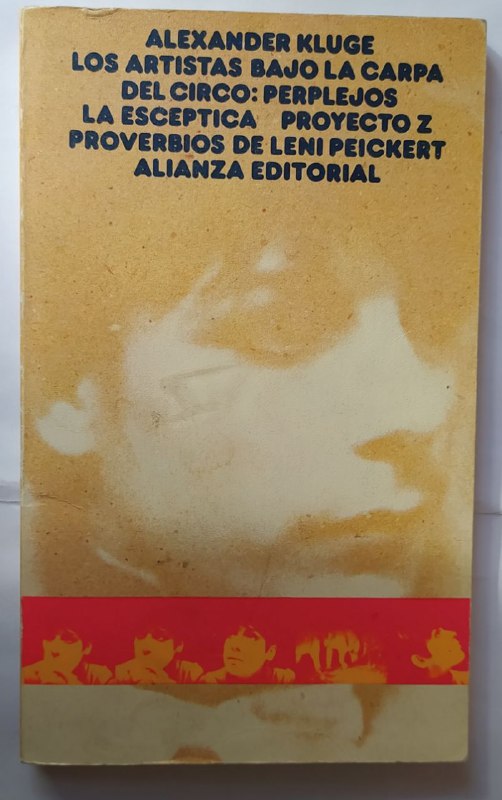 ALEXANDER KLUGE
LOS ARTISTAS BAJO LA CARPA
DEL CIRCO: PERPLEJOS
LA ESCEPTICA PROYECTO Z
PROVERBIOS DE LENI PEICKERT
ALIANZA EDITORIAL